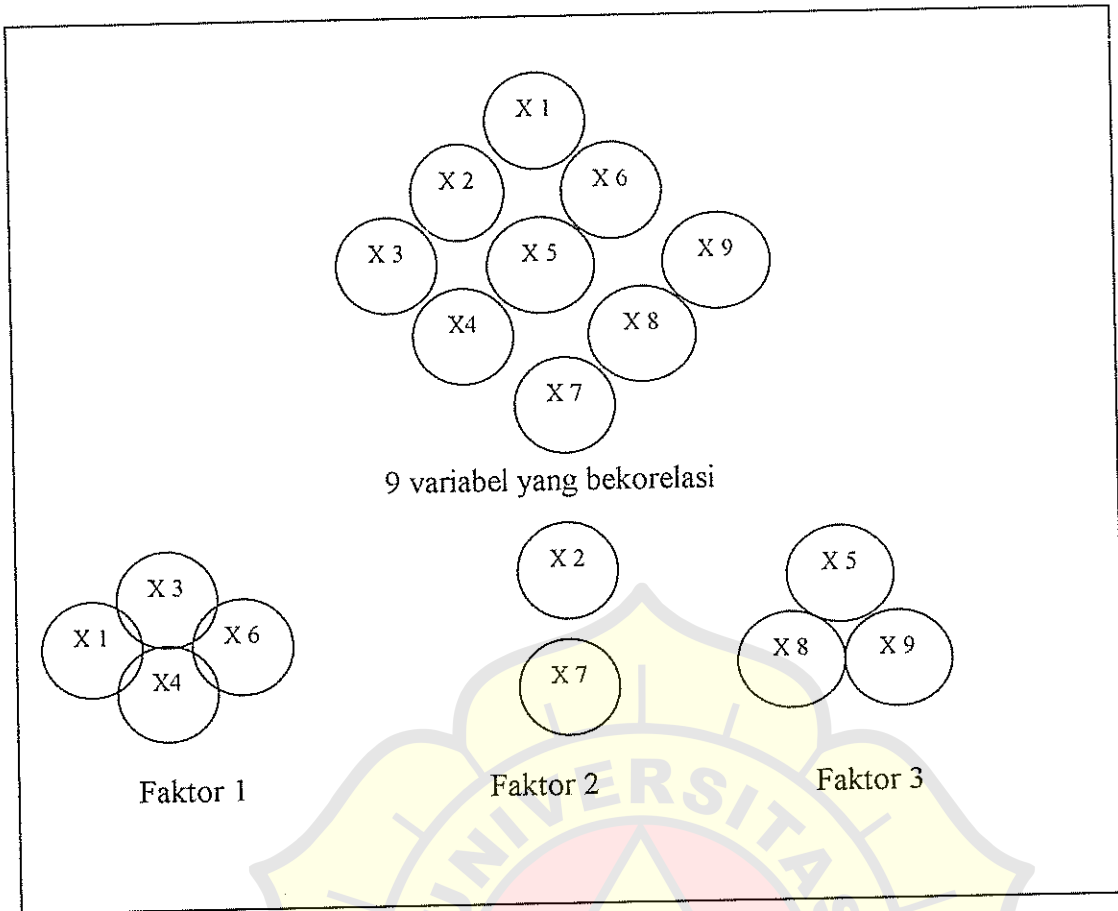 X 1
X 2
X 6
X 3
X 5
X 9
X4
X 8
X 7
9 variabel yang bekorelasi
X 3
X 1
X 6
X4
X 2
X 7
X 5
X 8
X 9
Faktor 1
Faktor 2
Faktor 3
UNIVERSITAS